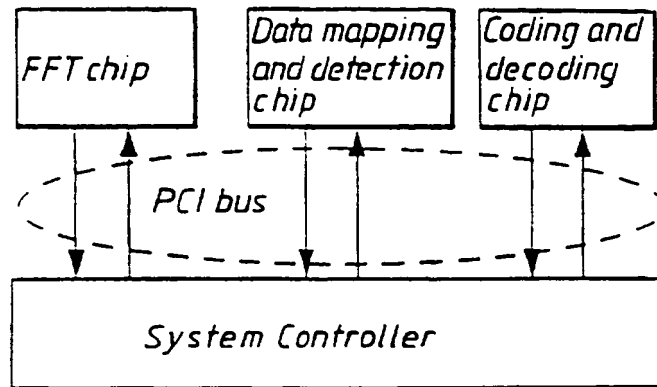 FFT chip
Data mapping
and detection
chip
Coding and
decoding
chip
PCI bus
System Controller